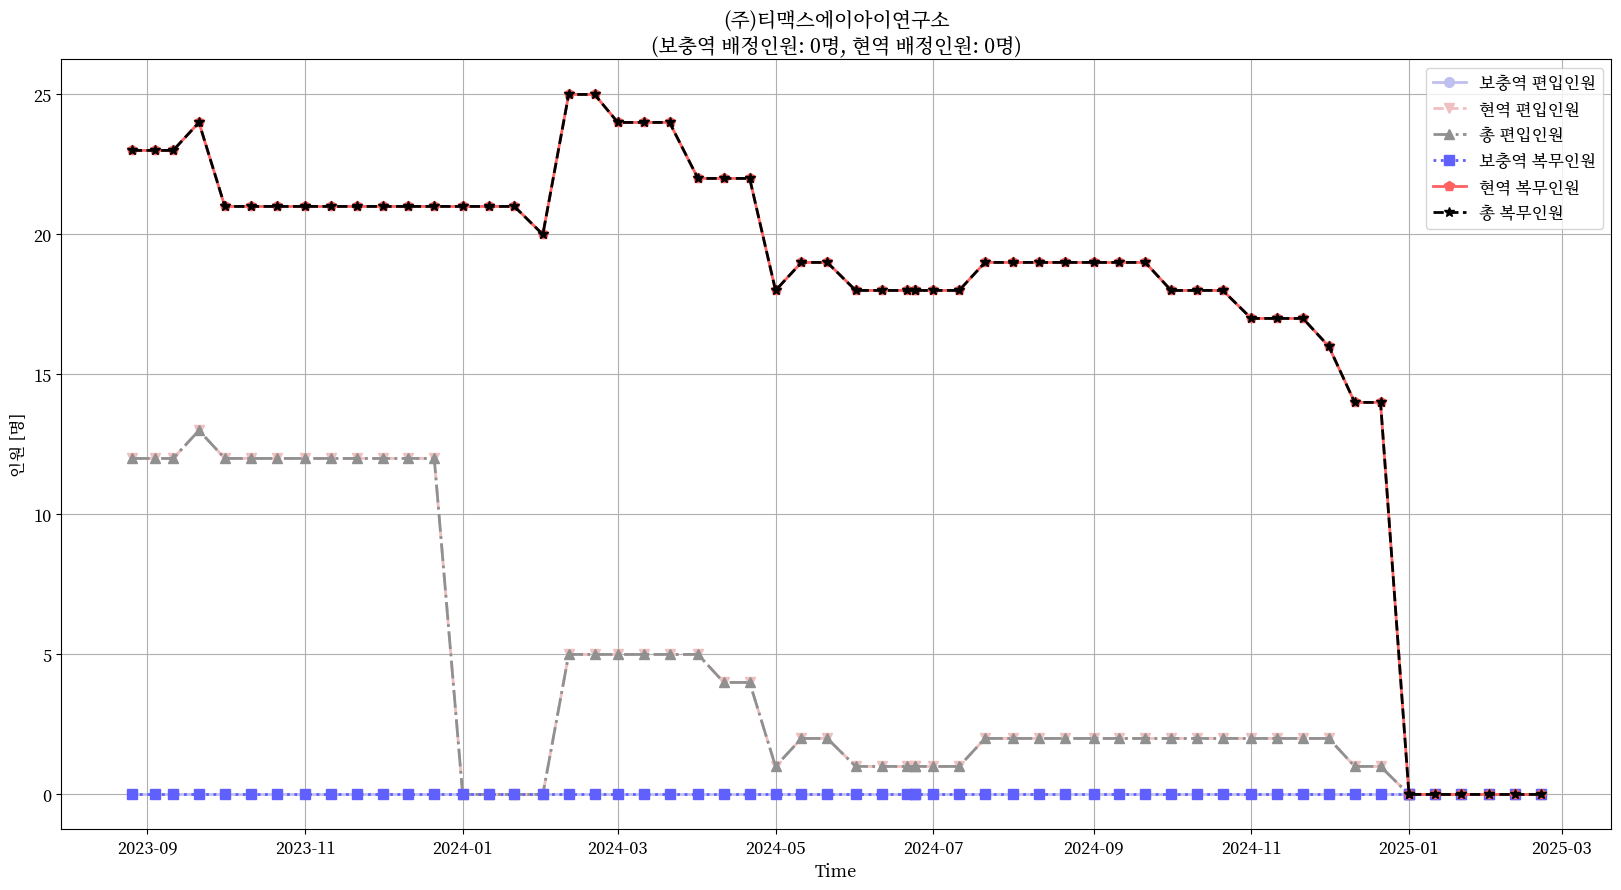 (주)티맥스에이아이연구소
(보충역 배정인원: 0명, 현역 배정인원: 0명)
보충역 편입인원
현역 편입인원
총 편입인원
보충역 복무인원
현역 복무인원
총 복무인원
25
20
15
10
5
0
인원 [명]
2023-09 2023-11 2024-01 2024-03 2024-05 2024-07 2024-09 2024-11 2025-01 2025-03
Time